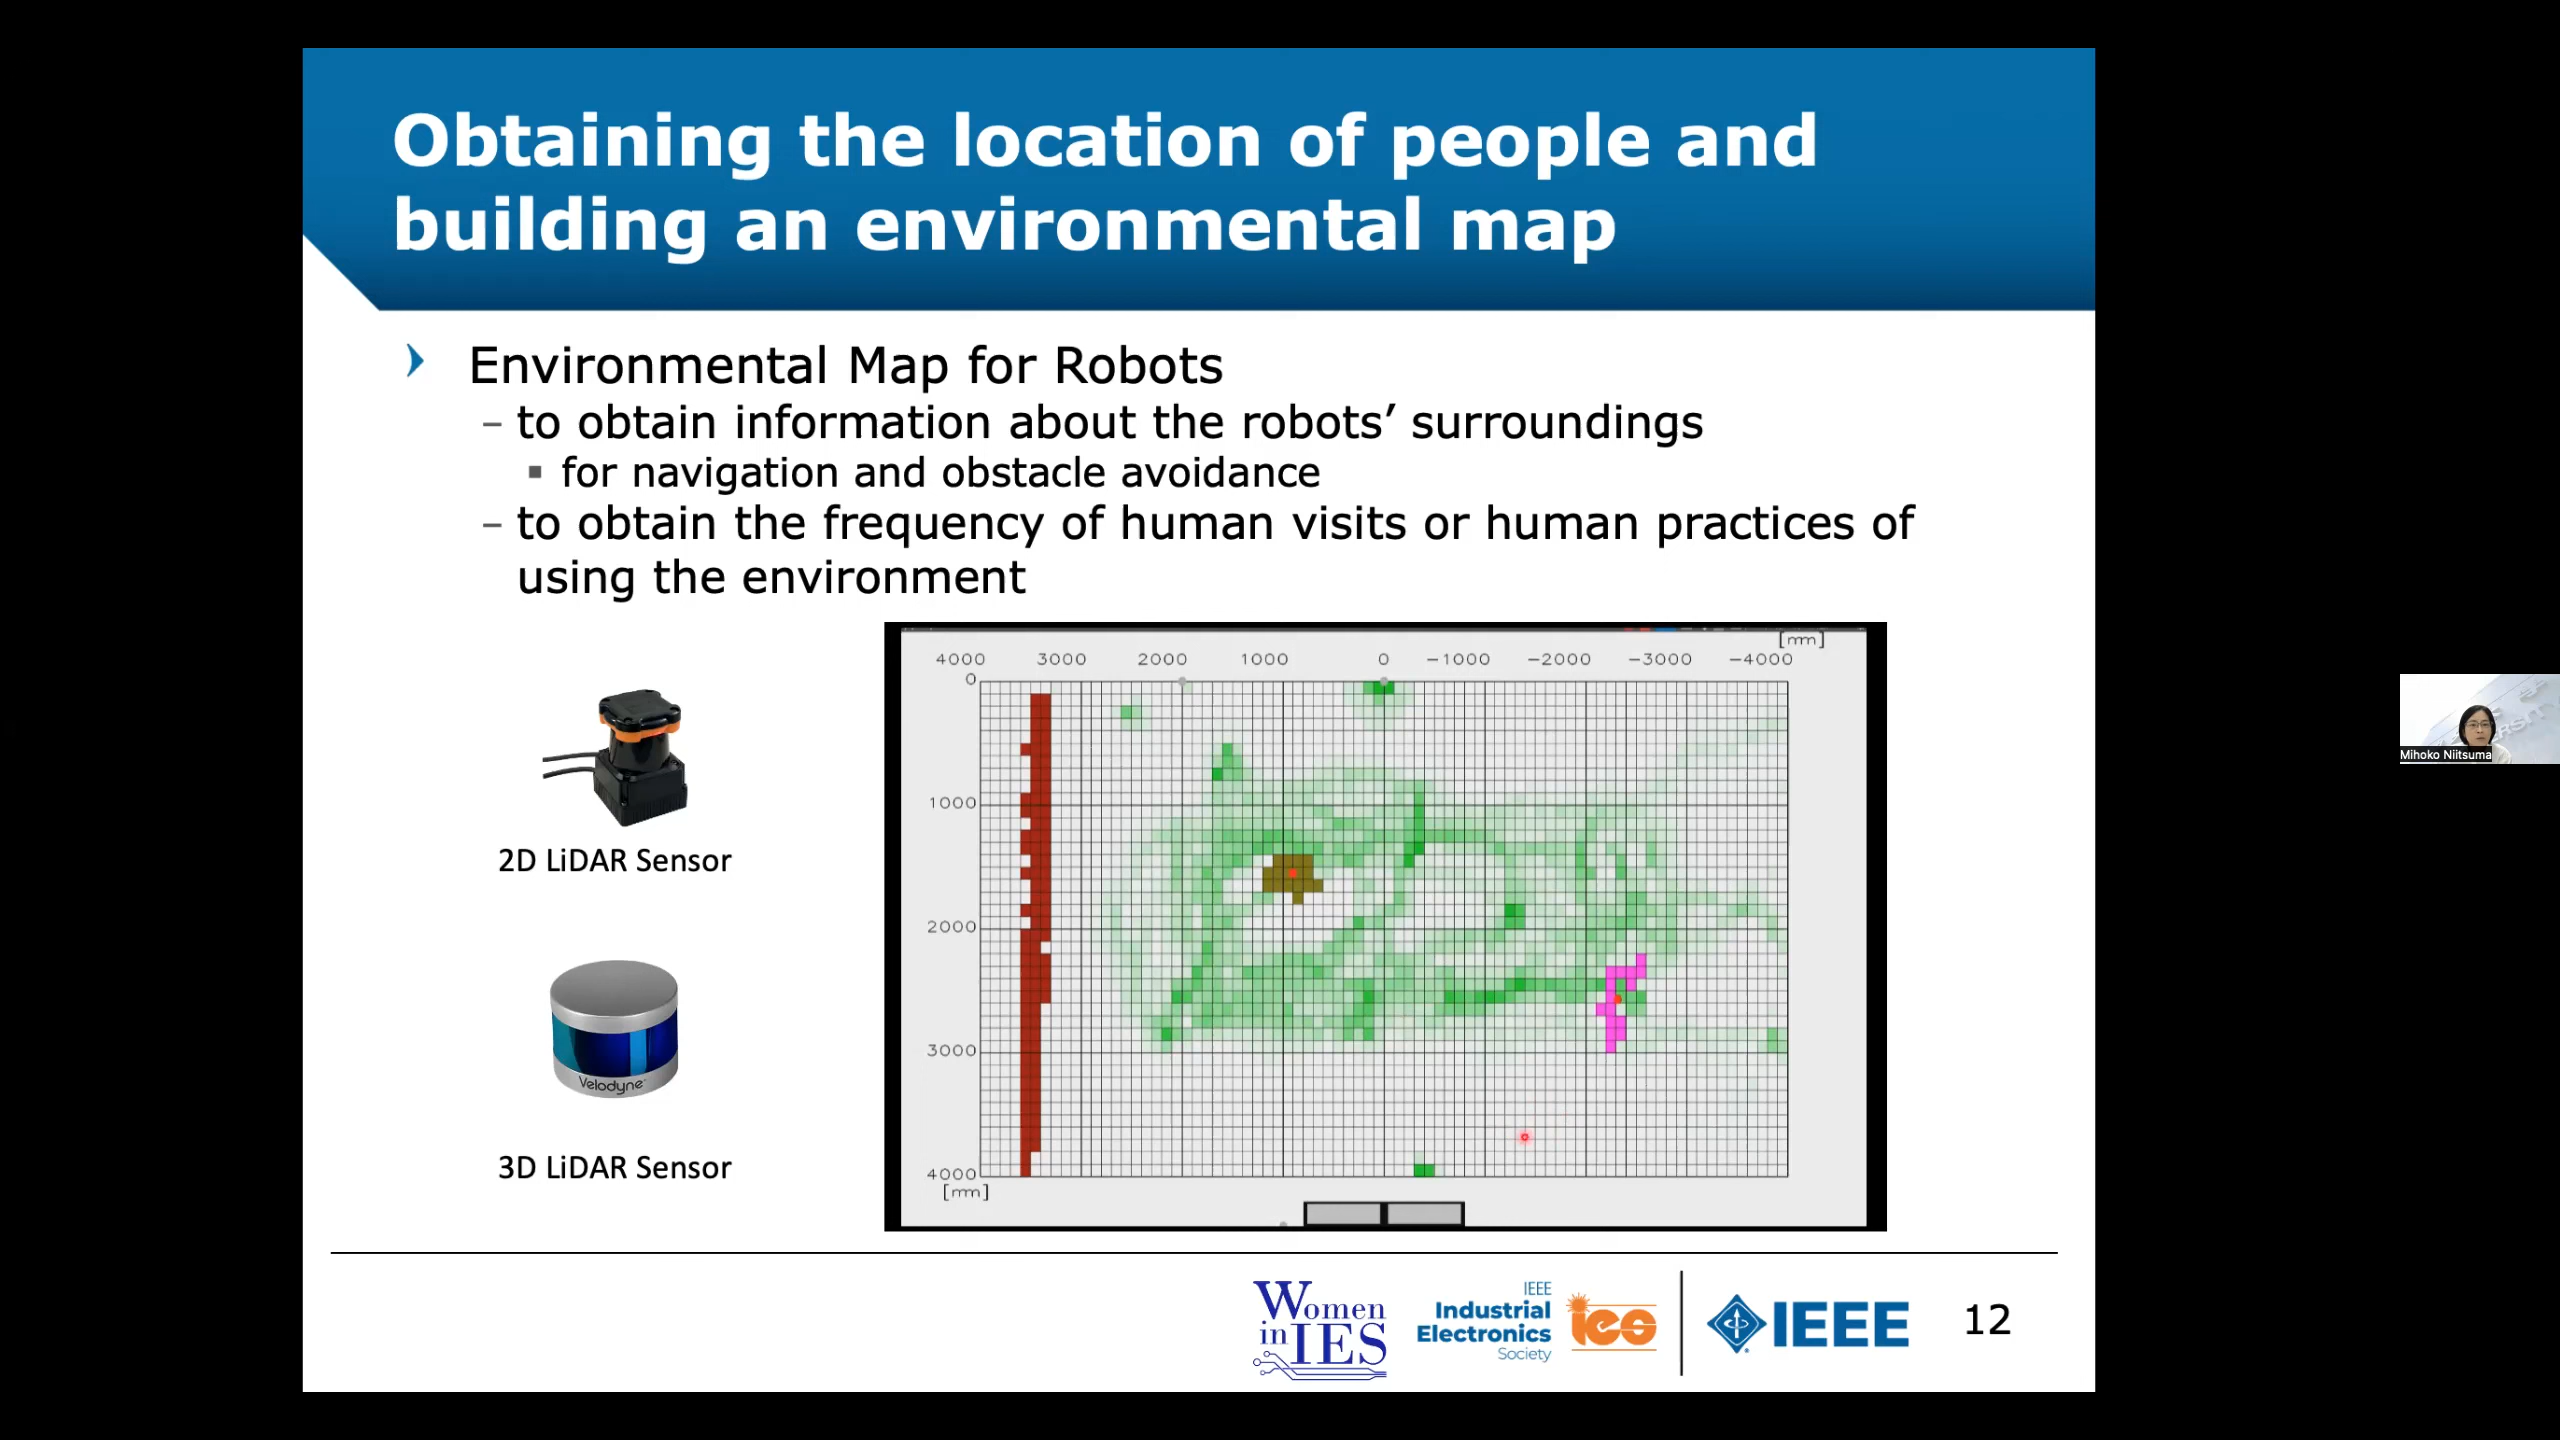 Obtaining the location of people and
building an environmental map
Environmental Map for Robots
– to obtain information about the robots’ surroundings
▪ for navigation and obstacle avoidance
– to obtain the frequency of human visits or human practices of
using the environment
[mm]
4000 3000 2000 1000 0 −1000 −2000 −3000 −4000
0
1000
2000
3000
4000
[mm]
2D LiDAR Sensor
Velodyne
3D LiDAR Sensor
Mihoko Niitsuma
Women
in IES
IEEE
Industrial
Electronics
Society
ies
IEEE
12